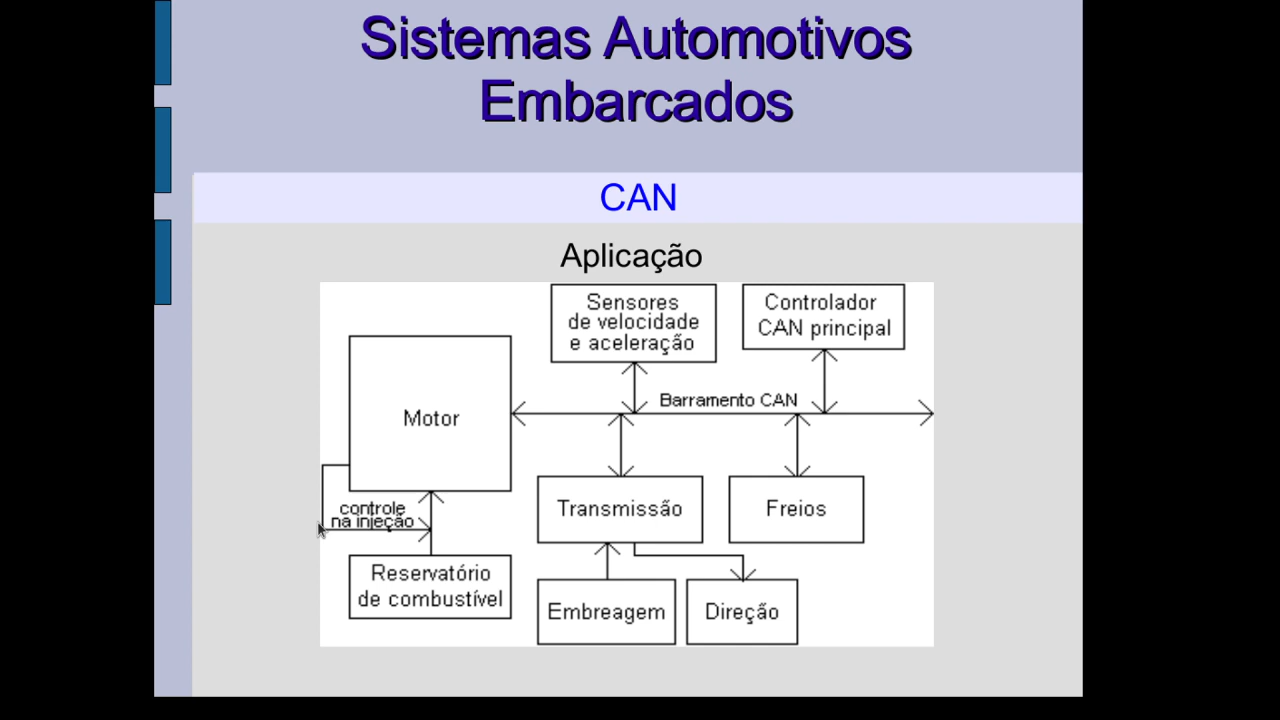 Sistemas Automotivos
Embarcados
CAN
Aplicação
Sensores
de velocidade
e aceleração
Controlador
CAN principal
Barramento CAN
Motor
controle
na injeção
Transmissão
Freios
Reservatório
de combustível
Embreagem
Direção